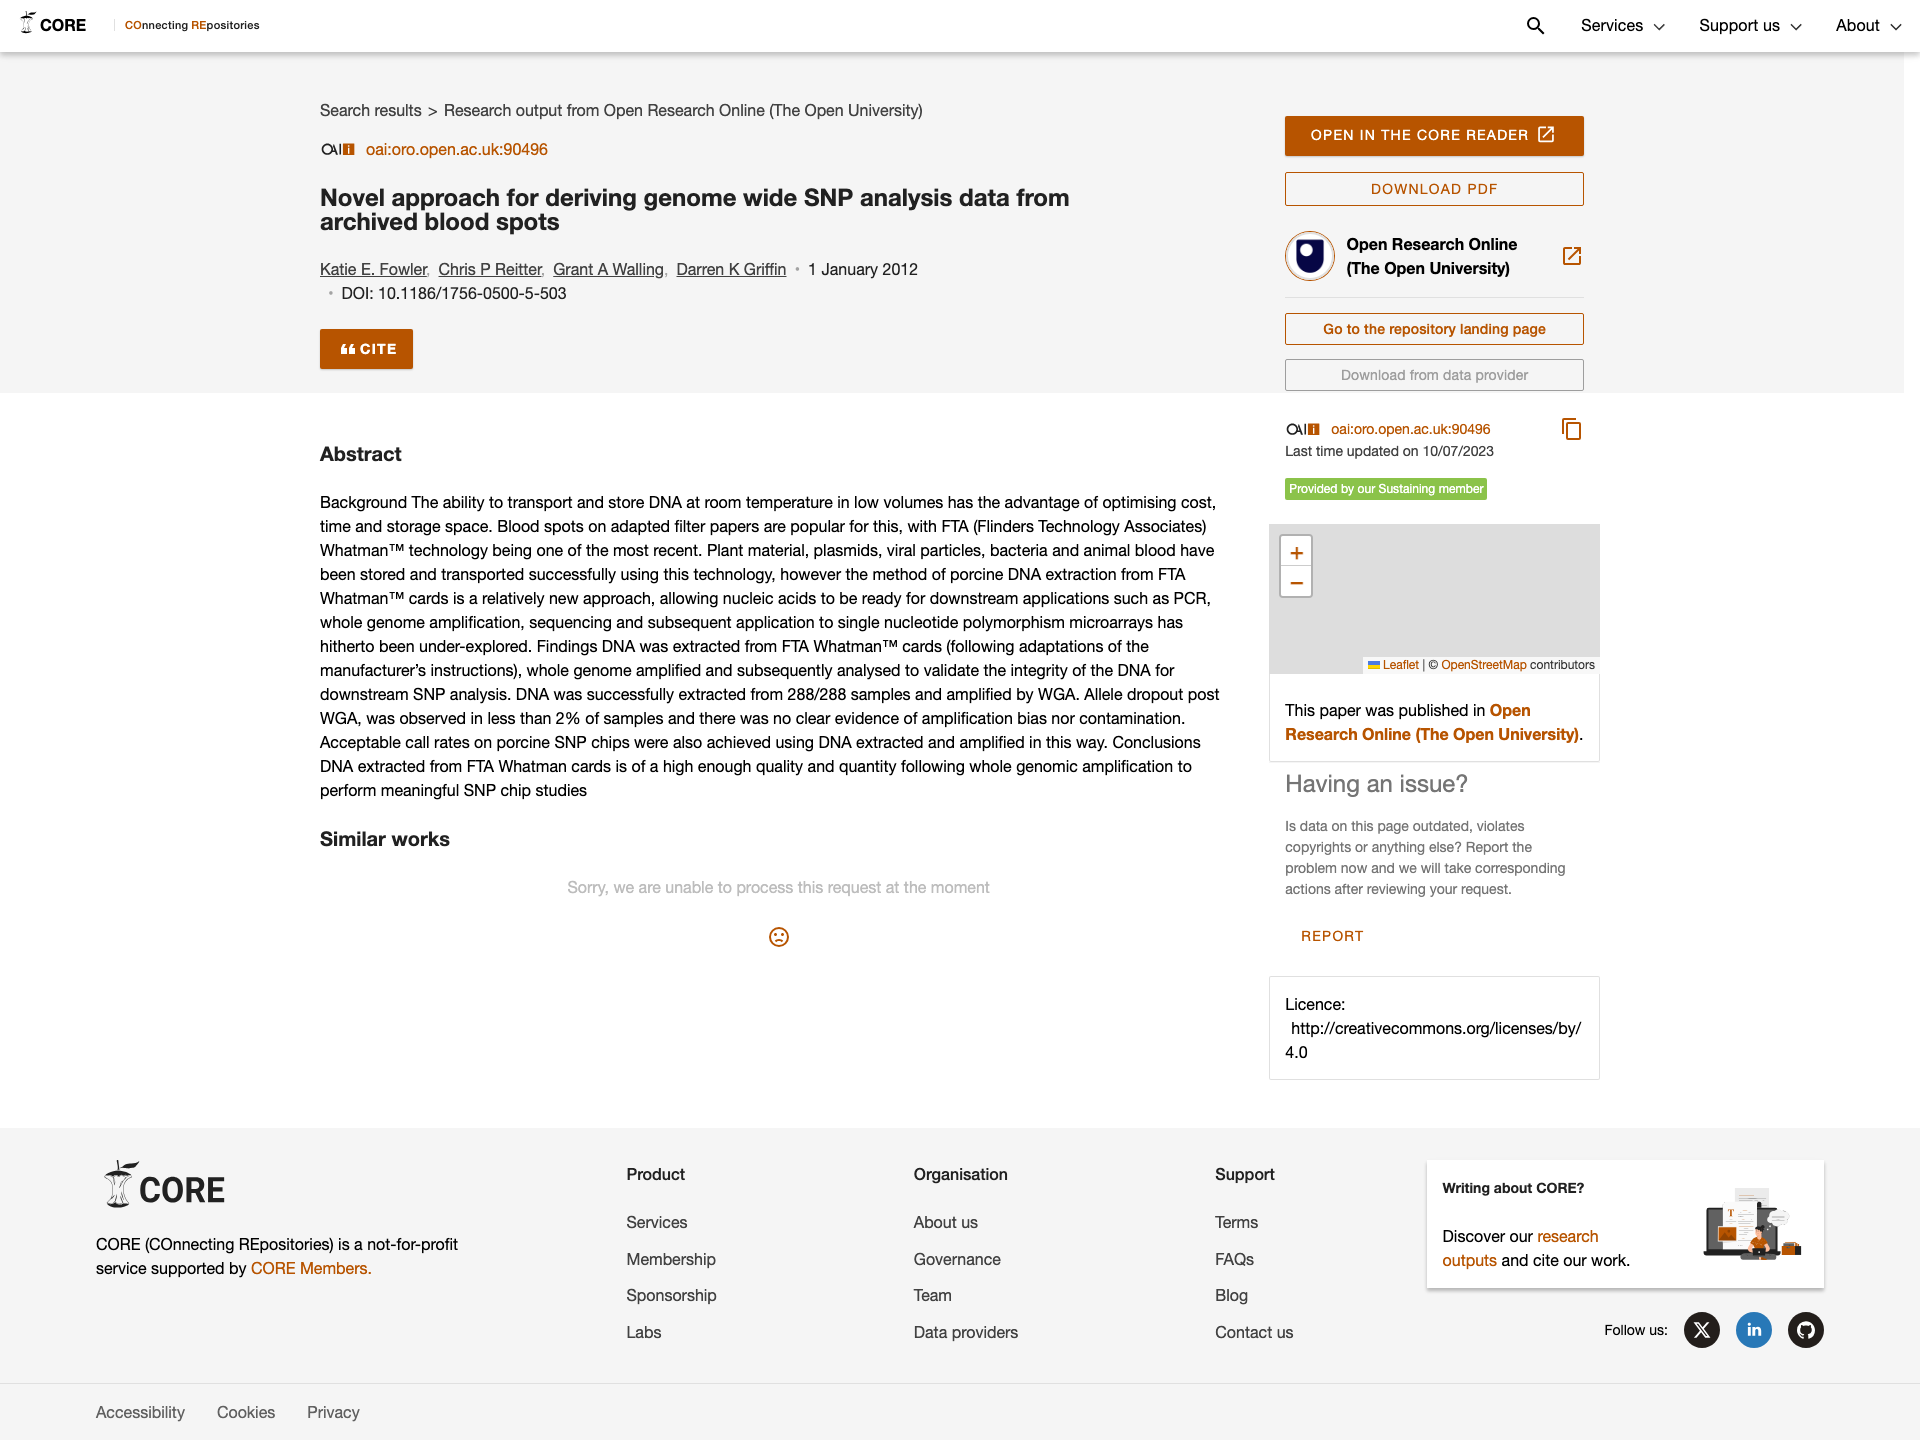 CORE
COnnecting REpositories
Services
Support us
About
Search results > Research output from Open Research Online (The Open University)
OAI oai:oro.open.ac.uk:90496
Novel approach for deriving genome wide SNP analysis data from
archived blood spots
Katie E. Fowler, Chris P Reitter, Grant A Walling, Darren K Griffin • 1 January 2012
• DOI: 10.1186/1756-0500-5-503
CITE
OPEN IN THE CORE READER
DOWNLOAD PDF
Open Research Online
(The Open University)
Go to the repository landing page
Download from data provider
OAI oai:oro.open.ac.uk:90496
Last time updated on 10/07/2023
Provided by our Sustaining member
+
−
Leaflet | © OpenStreetMap contributors
This paper was published in Open
Research Online (The Open University).
Having an issue?
Is data on this page outdated, violates
copyrights or anything else? Report the
problem now and we will take corresponding
actions after reviewing your request.
REPORT
Licence:
http://creativecommons.org/licenses/by/
4.0
Abstract
Background The ability to transport and store DNA at room temperature in low volumes has the advantage of optimising cost,
time and storage space. Blood spots on adapted filter papers are popular for this, with FTA (Flinders Technology Associates)
Whatman™ technology being one of the most recent. Plant material, plasmids, viral particles, bacteria and animal blood have
been stored and transported successfully using this technology, however the method of porcine DNA extraction from FTA
Whatman™ cards is a relatively new approach, allowing nucleic acids to be ready for downstream applications such as PCR,
whole genome amplification, sequencing and subsequent application to single nucleotide polymorphism microarrays has
hitherto been under-explored. Findings DNA was extracted from FTA Whatman™ cards (following adaptations of the
manufacturer’s instructions), whole genome amplified and subsequently analysed to validate the integrity of the DNA for
downstream SNP analysis. DNA was successfully extracted from 288/288 samples and amplified by WGA. Allele dropout post
WGA, was observed in less than 2% of samples and there was no clear evidence of amplification bias nor contamination.
Acceptable call rates on porcine SNP chips were also achieved using DNA extracted and amplified in this way. Conclusions
DNA extracted from FTA Whatman cards is of a high enough quality and quantity following whole genomic amplification to
perform meaningful SNP chip studies
Similar works
Sorry, we are unable to process this request at the moment
CORE
CORE (COnnecting REpositories) is a not-for-profit
service supported by CORE Members.
Product
Services
Membership
Sponsorship
Labs
Organisation
About us
Governance
Team
Data providers
Support
Terms
FAQs
Blog
Contact us
Writing about CORE?
Discover our research
outputs and cite our work.
Follow us:
Accessibility
Cookies
Privacy